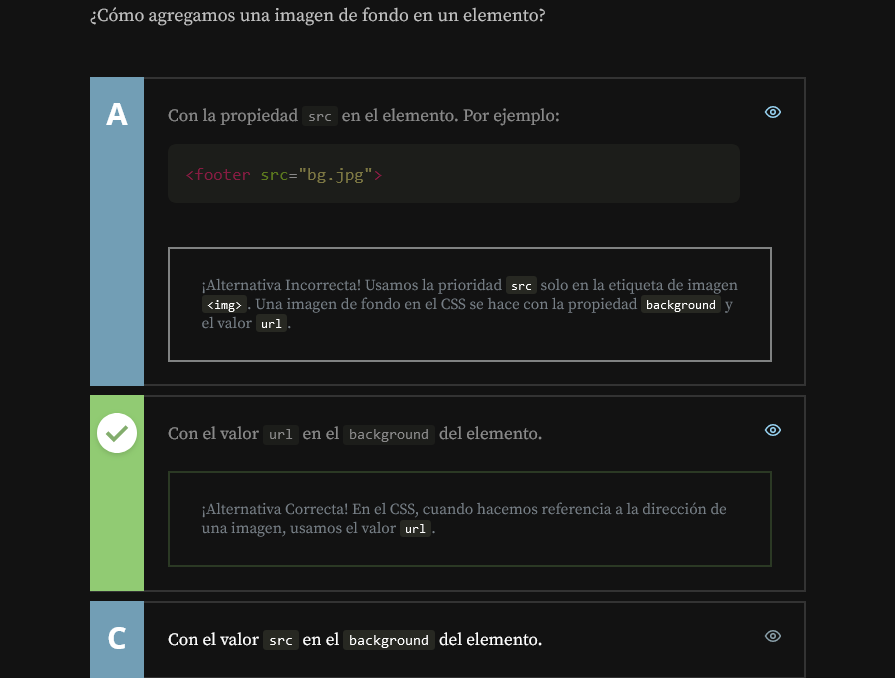 ¿Cómo agregamos una imagen de fondo en un elemento?
A
Con la propiedad src en el elemento. Por ejemplo:
<footer src="bg.jpg">
¡Alternativa Incorrecta! Usamos la prioridad src solo en la etiqueta de imagen
<img>. Una imagen de fondo en el CSS se hace con la propiedad background y
el valor url.
Con el valor url en el background del elemento.
¡Alternativa Correcta! En el CSS, cuando hacemos referencia a la dirección de
una imagen, usamos el valor url.
C
Con el valor src en el background del elemento.